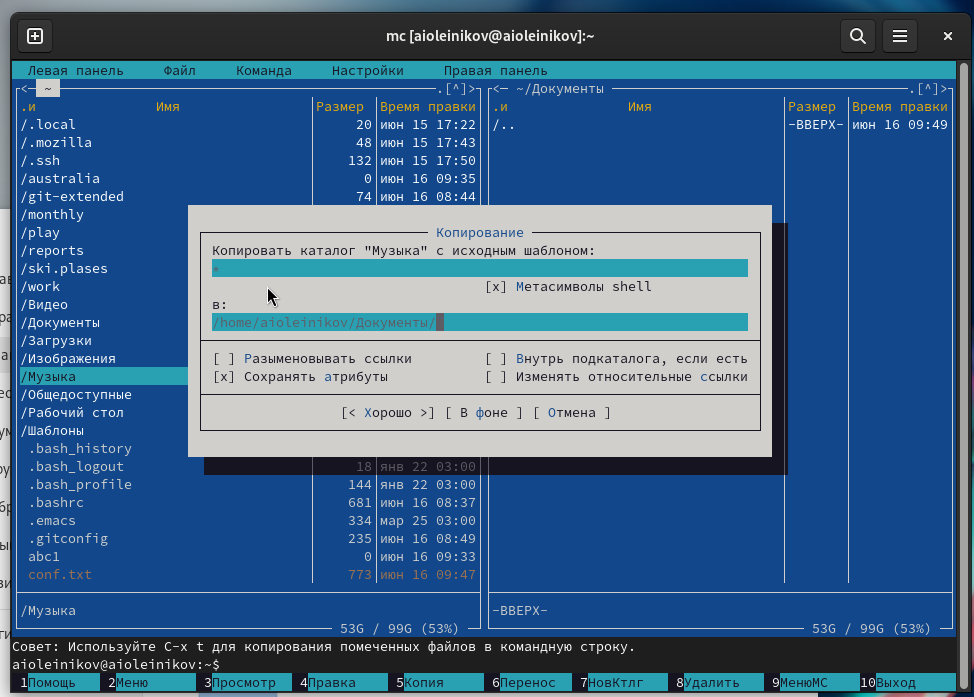 mc [aioleinikov@aioleinikov]:~
Левая панель Файл Команда Настройки Правая панель
<─ ~ ─.[^]>
.и Имя Размер Время правки
/.local 20 июн 15 17:22
/.mozilla 48 июн 15 17:43
/.ssh 132 июн 15 17:50
/australia 0 июн 16 09:35
/git-extended 74 июн 16 08:44
/monthly
/play
/reports
/ski.plases
/work
/Видео
/Документы
/Загрузки
/Изображения
/Музыка
/Общедоступные
/Рабочий стол
/Шаблоны
.bash_history
.bash_logout 18 янв 22 03:00
.bash_profile 144 янв 22 03:00
.bashrc 681 июн 16 08:37
.emacs 334 мар 25 03:00
.gitconfig 235 июн 16 08:49
abc1 0 июн 16 09:33
conf.txt 773 июн 16 09:47
/Музыка
53G / 99G (53%)
<─ ~/Документы ─.[^]>
.и Имя Размер Время правки
/.. -ВВЕРХ- июн 16 09:49
-ВВЕРХ-
53G / 99G (53%)
Копирование
Копировать каталог "Музыка" с исходным шаблоном:
*
[x] Метасимволы shell
в:
/home/aioleinikov/Документы/
[ ] Разыменовывать ссылки [ ] Внутрь подкаталога, если есть
[x] Сохранять атрибуты [ ] Изменять относительные ссылки
[< Хорошо >] [ В фоне ] [ Отмена ]
Совет: Используйте C-x t для копирования помеченных файлов в командную строку.
aioleinikov@aioleinikov:~$
1Помощь 2Меню 3Просмотр 4Правка 5Копия 6Перенос 7НовКтлг 8Удалить 9МенюMC 10Выход